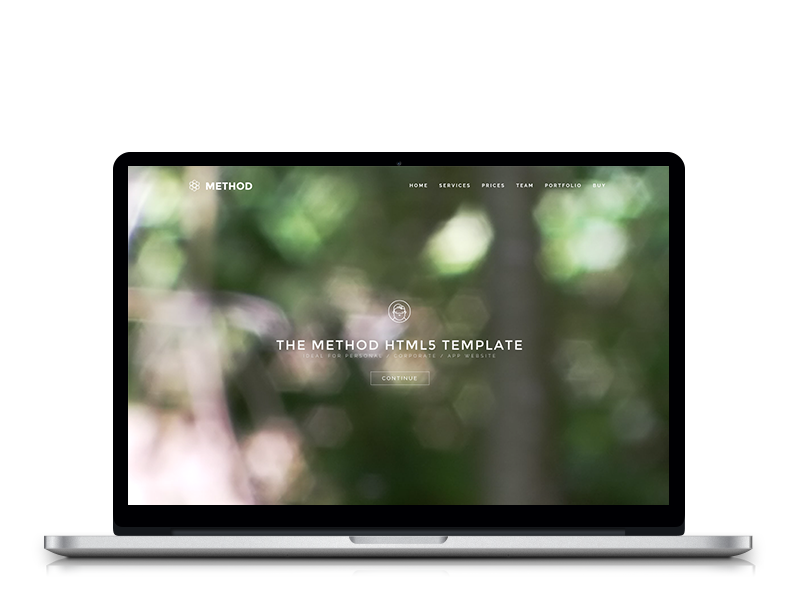 METHOD
HOME SERVICES PRICES TEAM PORTFOLIO BUY
THE METHOD HTML5 TEMPLATE
IDEAL FOR PERSONAL / CORPORATE / APP WEBSITE
CONTINUE